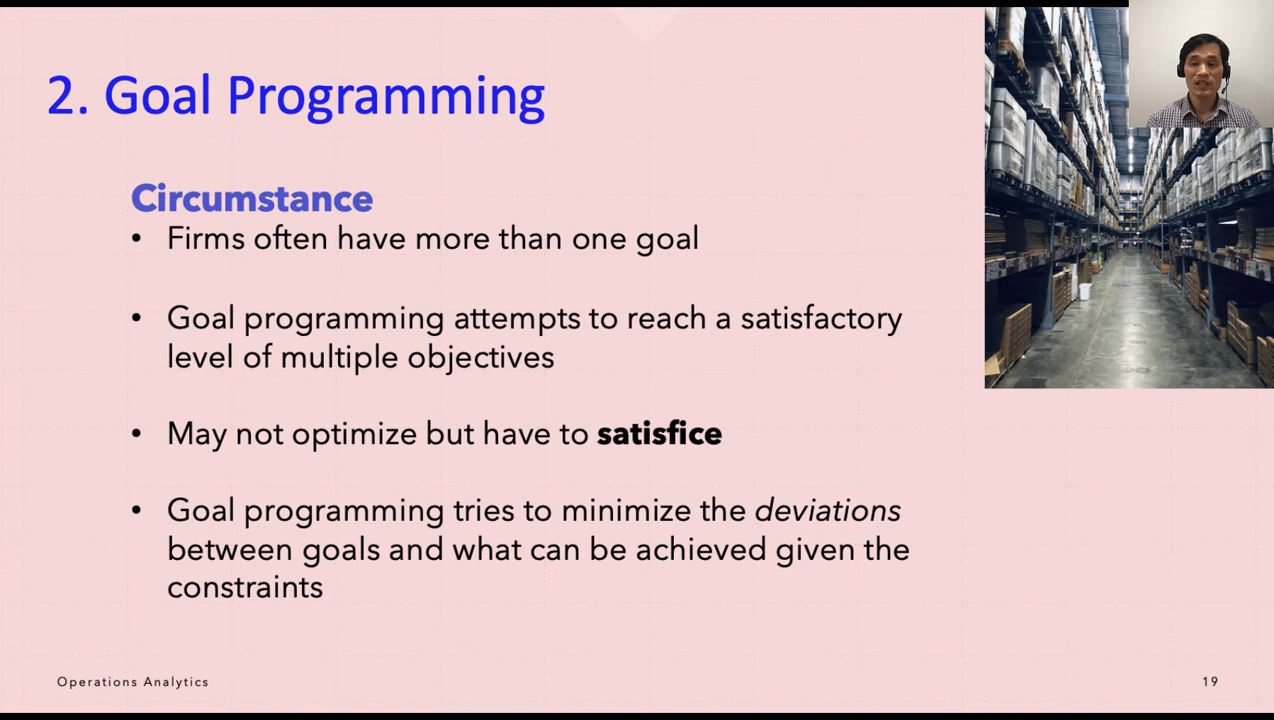 2. Goal Programming
Circumstance
• Firms often have more than one goal
• Goal programming attempts to reach a satisfactory
level of multiple objectives
• May not optimize but have to satisfice
• Goal programming tries to minimize the deviations
between goals and what can be achieved given the
constraints
Operations Analytics
19